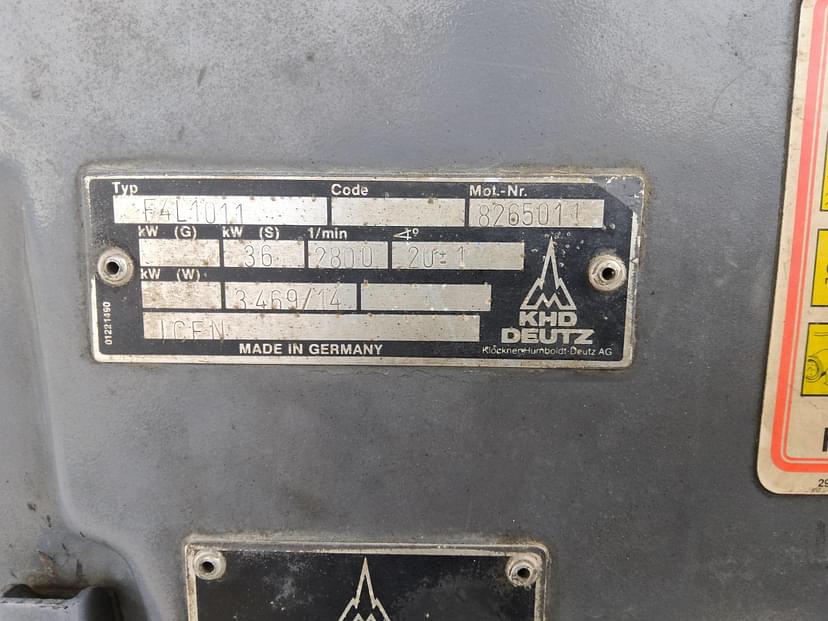 Typ Code Mot.-Nr.
F4L1011 8265011
kW (G) kW (S) 1/min ∢°
36 2800 20±1
kW (W)
3469/14
ICFN
KHD
DEUTZ
MADE IN GERMANY
Klöckner-Humboldt-Deutz AG
01221490